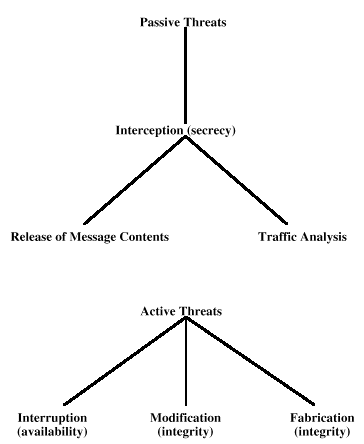 Passive Threats
Interception (secrecy)
Release of Message Contents
Traffic Analysis
Active Threats
Interruption
(availability)
Modification
(integrity)
Fabrication
(integrity)